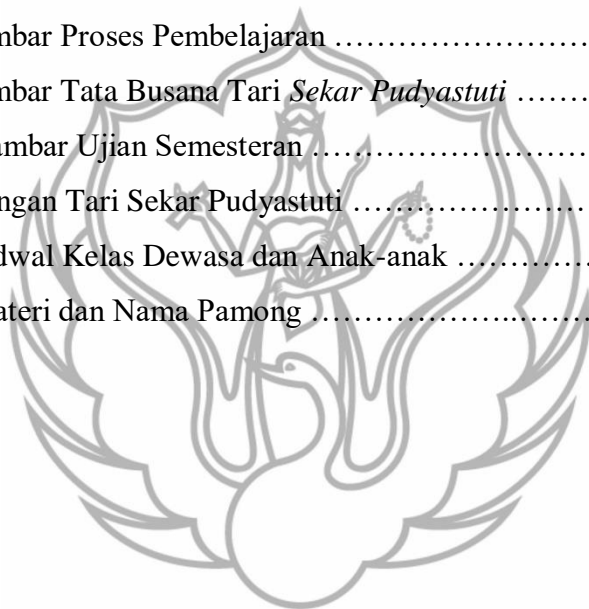 mbar Proses Pembelajaran ……………………
mbar Tata Busana Tari Sekar Pudyastuti ……
ambar Ujian Semesteran ………………………
ngan Tari Sekar Pudyastuti …………………
dwal Kelas Dewasa dan Anak-anak …………
ateri dan Nama Pamong ………………..……